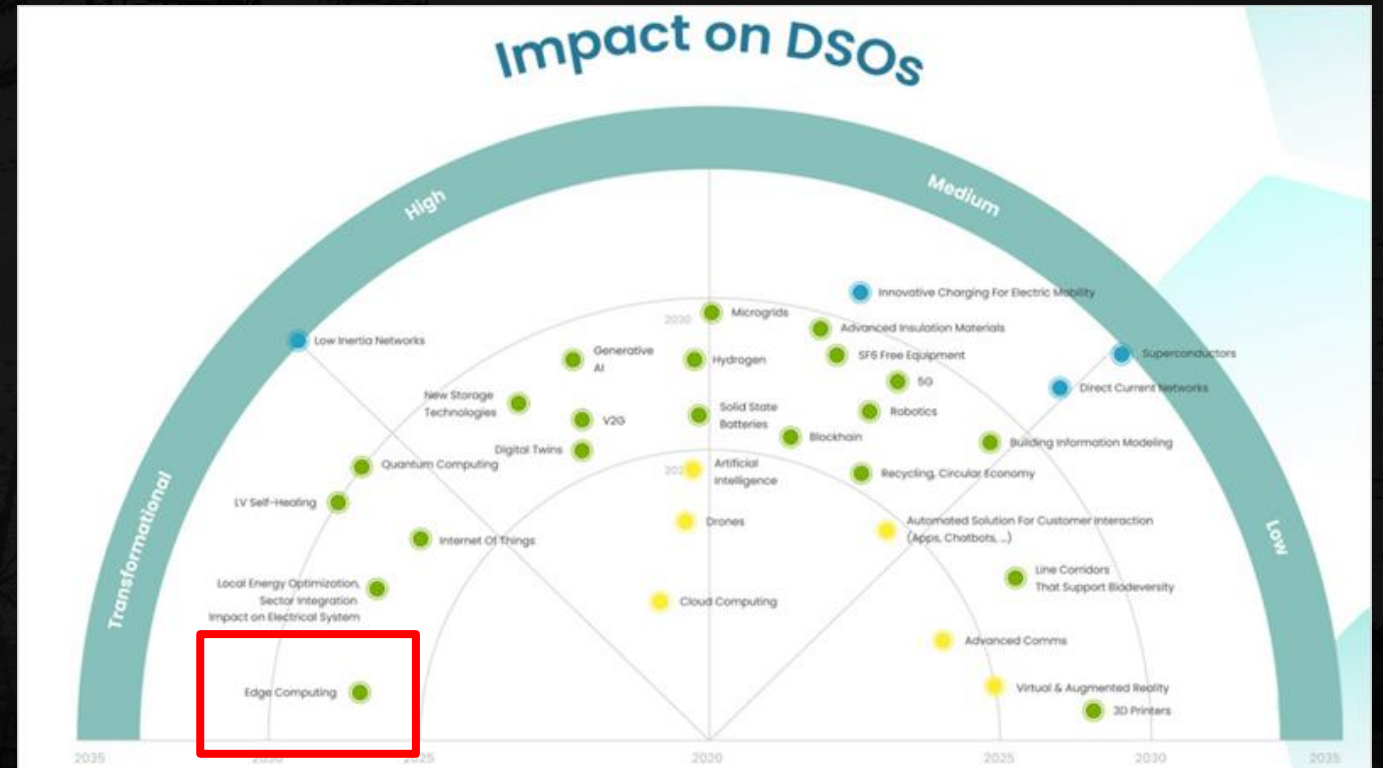 Impact on DSOs
High
Medium
Transformational
Low
Innovative Charging For Electric Mobility
2030
Microgrids
Advanced Insulation Materials
Low Inertia Networks
Superconductors
Generative
AI
Hydrogen
SF6 Free Equipment
5G
Direct Current Networks
New Storage
Technologies
V2G
Solid State
Batteries
Robotics
Blockhain
Building Information Modeling
Digital Twins
Quantum Computing
Artificial
Intelligence
Recycling, Circular Economy
LV Self-Healing
Drones
Automated Solution For Customer Interaction
(Apps, Chatbots, ...)
Internet Of Things
Local Energy Optimization,
Sector Integration
Impact on Electrical System
Line Corridors
That Support Biodeversity
Cloud Computing
Advanced Comms
Edge Computing
Virtual & Augmented Reality
3D Printers
2035
2030
2025
2020
2025
2030
2035